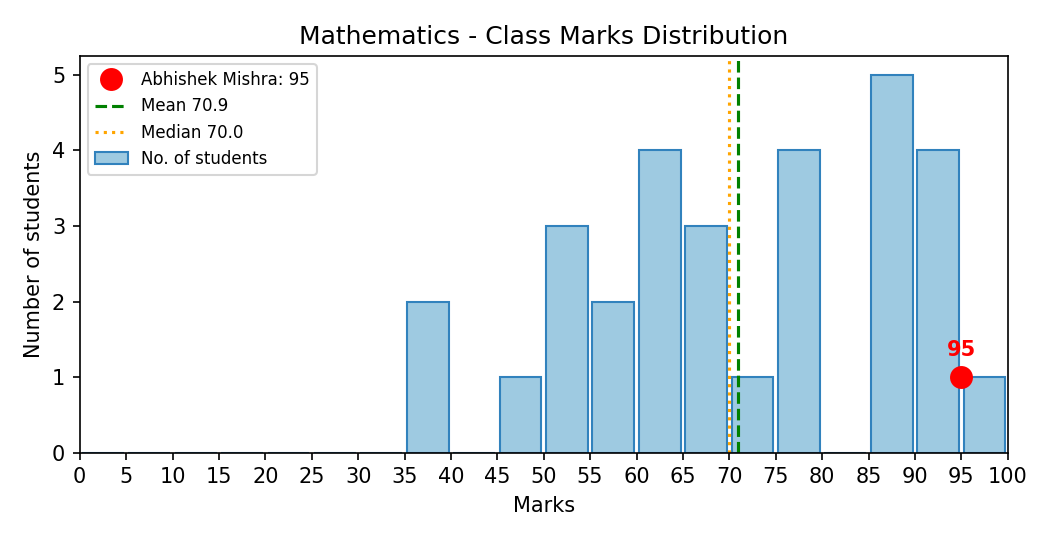 Mathematics - Class Marks Distribution
Abhishek Mishra: 95
Mean 70.9
Median 70.0
No. of students
Number of students
5
4
3
2
1
0
95
0 5 10 15 20 25 30 35 40 45 50 55 60 65 70 75 80 85 90 95 100
Marks